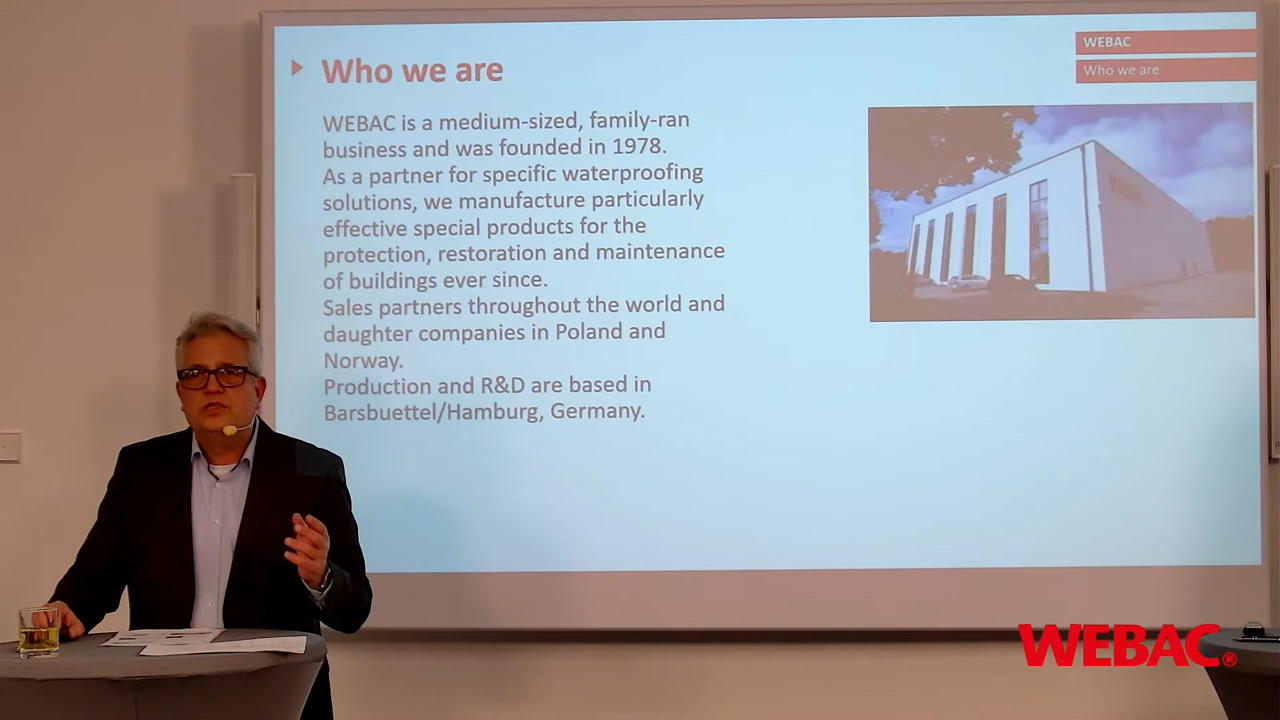 Who we are
WEBAC
Who we are
WEBAC is a medium-sized, family-ran
business and was founded in 1978.
As a partner for specific waterproofing
solutions, we manufacture particularly
effective special products for the
protection, restoration and maintenance
of buildings ever since.
Sales partners throughout the world and
daughter companies in Poland and
Norway.
Production and R&D are based in
Barsbuettel/Hamburg, Germany.
WEBAC®